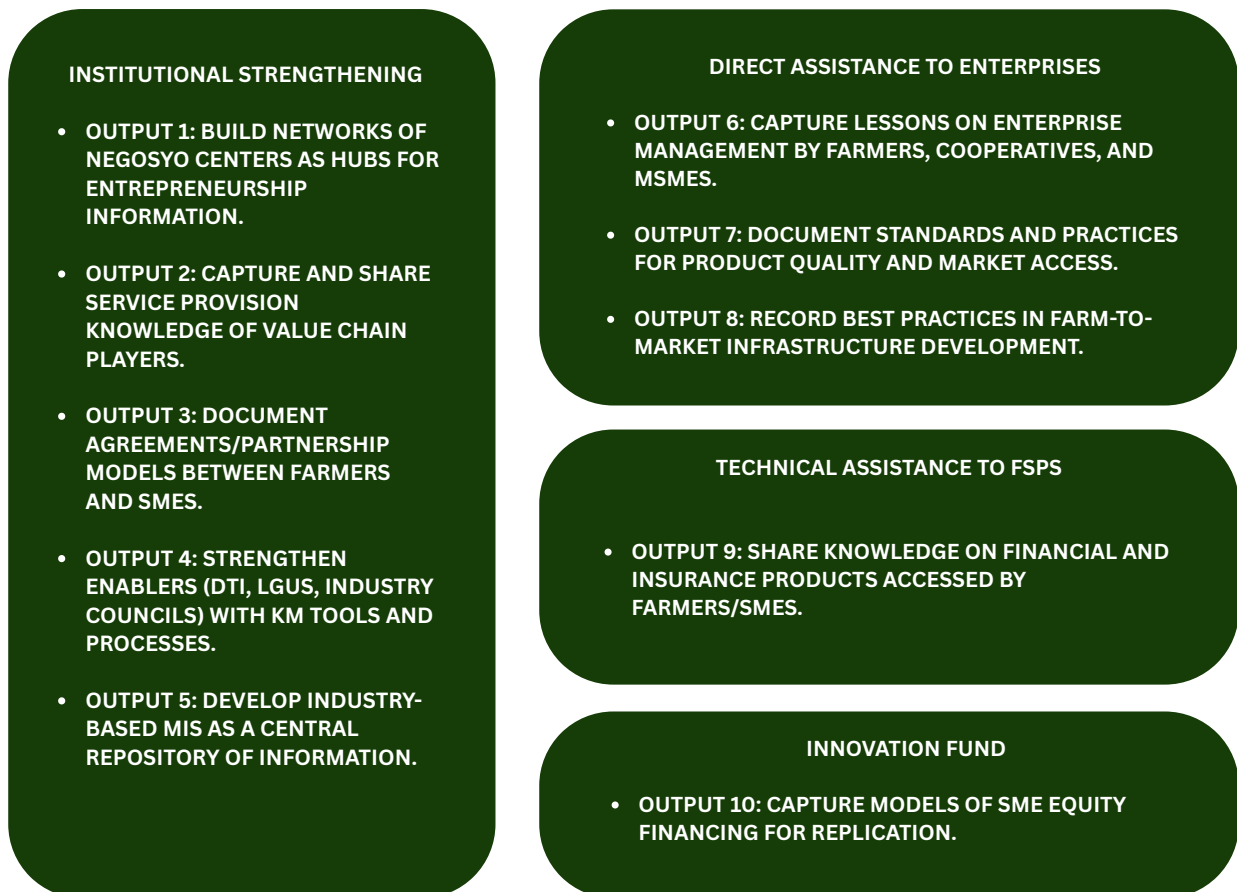 INSTITUTIONAL STRENGTHENING
• OUTPUT 1: BUILD NETWORKS OF
NEGOSYO CENTERS AS HUBS FOR
ENTREPRENEURSHIP
INFORMATION.
• OUTPUT 2: CAPTURE AND SHARE
SERVICE PROVISION
KNOWLEDGE OF VALUE CHAIN
PLAYERS.
• OUTPUT 3: DOCUMENT
AGREEMENTS/PARTNERSHIP
MODELS BETWEEN FARMERS
AND SMES.
• OUTPUT 4: STRENGTHEN
ENABLERS (DTI, LGUS, INDUSTRY
COUNCILS) WITH KM TOOLS AND
PROCESSES.
• OUTPUT 5: DEVELOP INDUSTRY-
BASED MIS AS A CENTRAL
REPOSITORY OF INFORMATION.
DIRECT ASSISTANCE TO ENTERPRISES
• OUTPUT 6: CAPTURE LESSONS ON ENTERPRISE
MANAGEMENT BY FARMERS, COOPERATIVES, AND
MSMES.
• OUTPUT 7: DOCUMENT STANDARDS AND PRACTICES
FOR PRODUCT QUALITY AND MARKET ACCESS.
• OUTPUT 8: RECORD BEST PRACTICES IN FARM-TO-
MARKET INFRASTRUCTURE DEVELOPMENT.
TECHNICAL ASSISTANCE TO FSPS
• OUTPUT 9: SHARE KNOWLEDGE ON FINANCIAL AND
INSURANCE PRODUCTS ACCESSED BY
FARMERS/SMES.
INNOVATION FUND
• OUTPUT 10: CAPTURE MODELS OF SME EQUITY
FINANCING FOR REPLICATION.